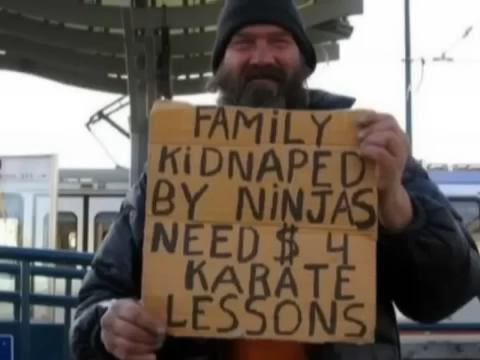 FAMiLY
KiDNAPED
BY NiNJAS
NEED $ 4
KARATE
LESSONS